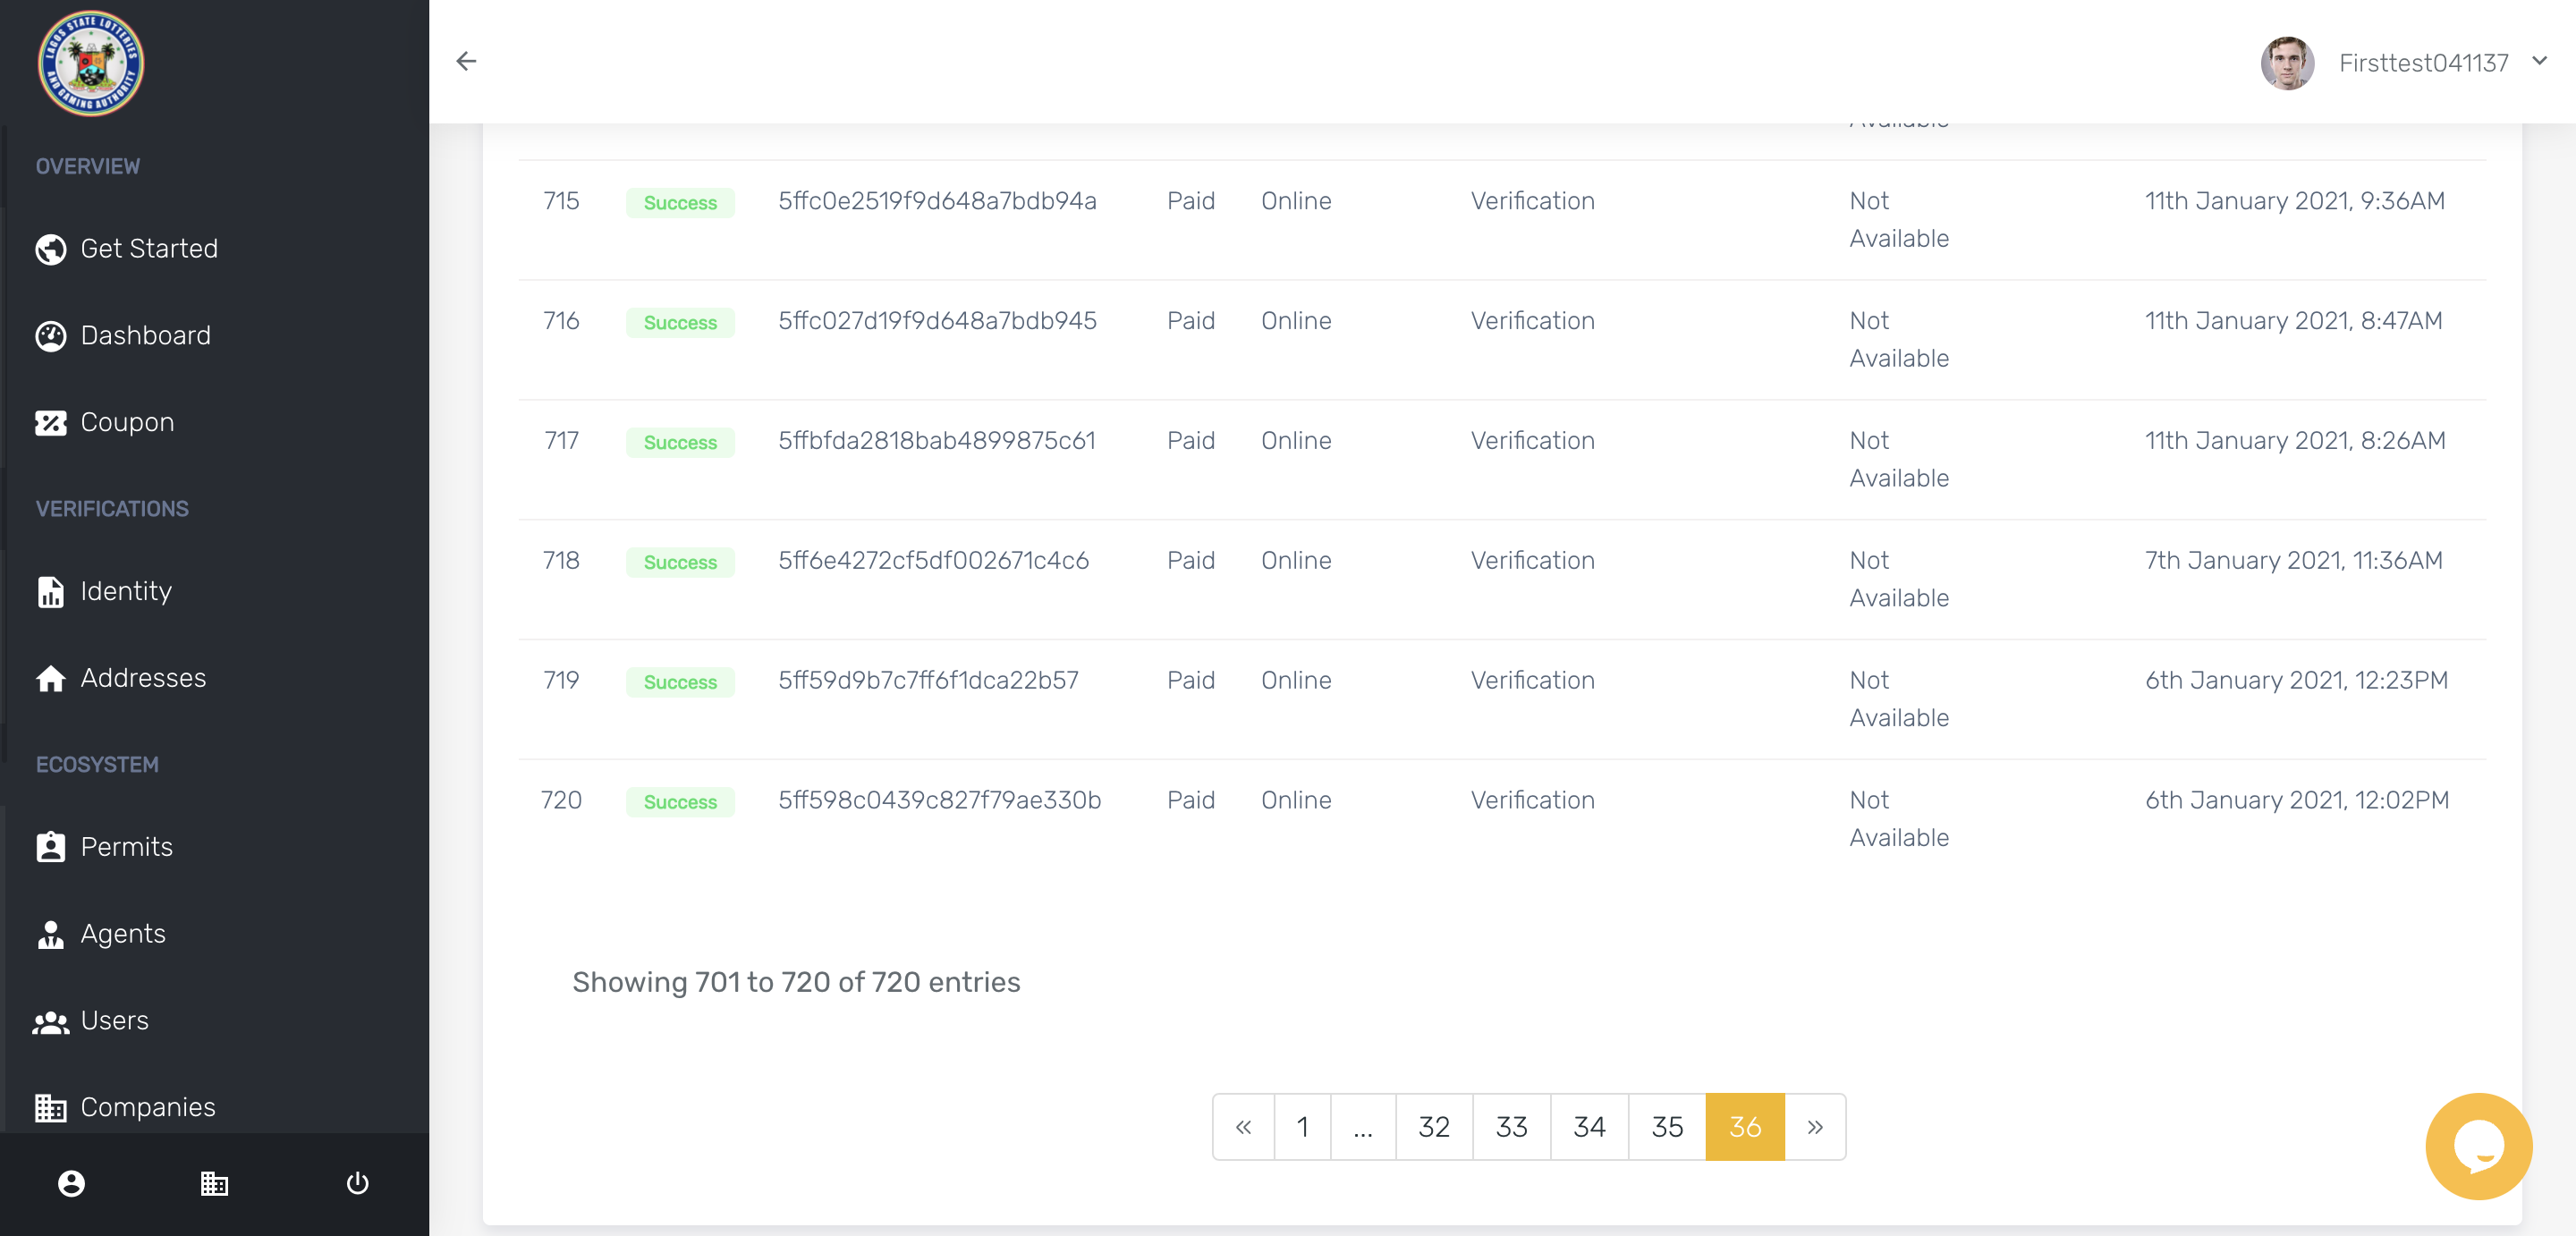 LAGOS STATE LOTTERIES
AND GAMING AUTHORITY
Firsttest041137
OVERVIEW
Get Started
Dashboard
Coupon
VERIFICATIONS
Identity
Addresses
ECOSYSTEM
Permits
Agents
Users
Companies
Available
715 Success 5ffc0e2519f9d648a7bdb94a Paid Online Verification Not 11th January 2021, 9:36AM
Available
716 Success 5ffc027d19f9d648a7bdb945 Paid Online Verification Not 11th January 2021, 8:47AM
Available
717 Success 5ffbfda2818bab4899875c61 Paid Online Verification Not 11th January 2021, 8:26AM
Available
718 Success 5ff6e4272cf5df002671c4c6 Paid Online Verification Not 7th January 2021, 11:36AM
Available
719 Success 5ff59d9b7c7ff6f1dca22b57 Paid Online Verification Not 6th January 2021, 12:23PM
Available
720 Success 5ff598c0439c827f79ae330b Paid Online Verification Not 6th January 2021, 12:02PM
Available
Showing 701 to 720 of 720 entries
« 1 ... 32 33 34 35 36 »